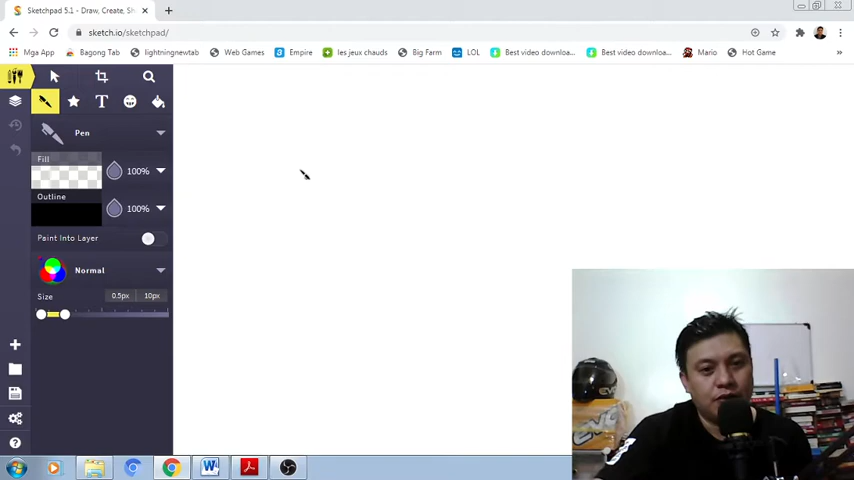 Sketchpad 5.1 - Draw, Create, Sh
sketch.io/sketchpad/
Mga App
Bagong Tab
lightningnewtab
Web Games
Empire
les jeux chauds
Big Farm
LOL
Best video downloa...
Best video downloa...
Mario
Hot Game
»
Pen
Fill
100%
Outline
100%
Paint Into Layer
Normal
Size
0.5px
10px